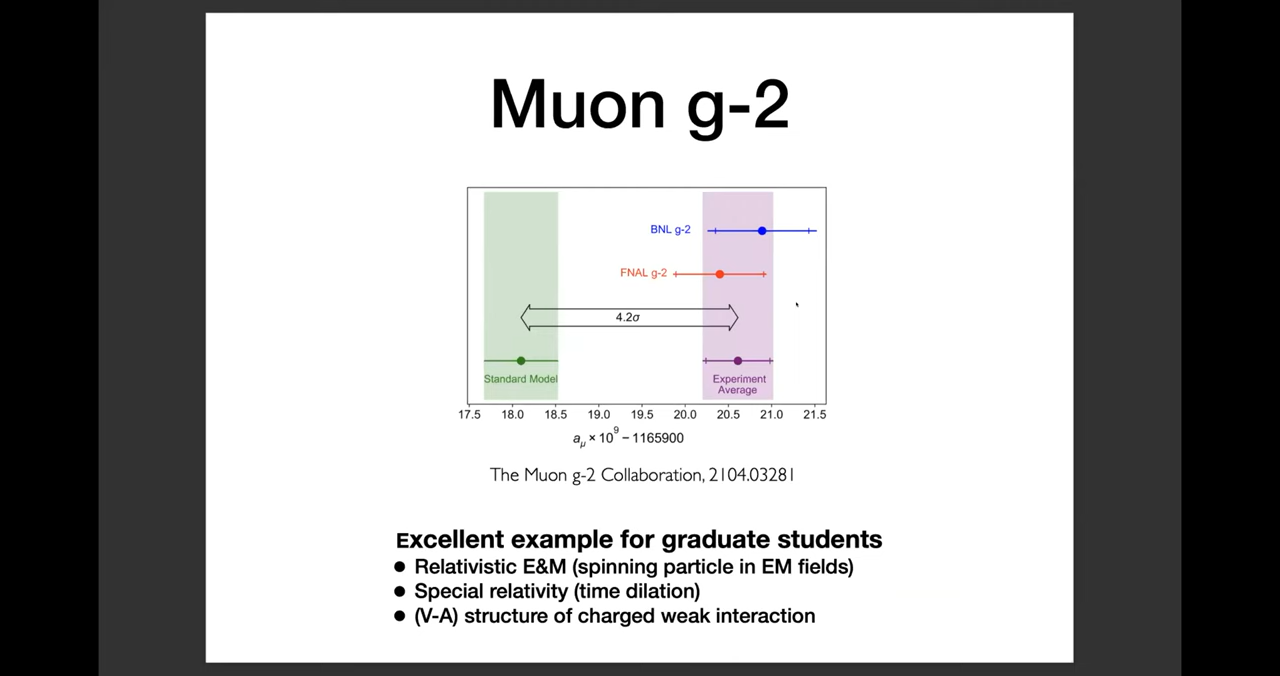 Muon g-2
BNL g-2
FNAL g-2
4.2σ
Standard Model
Experiment
Average
17.5 18.0 18.5 19.0 19.5 20.0 20.5 21.0 21.5
aμ × 10⁹ − 1165900
The Muon g-2 Collaboration, 2104.03281
Excellent example for graduate students
● Relativistic E&M (spinning particle in EM fields)
● Special relativity (time dilation)
● (V-A) structure of charged weak interaction